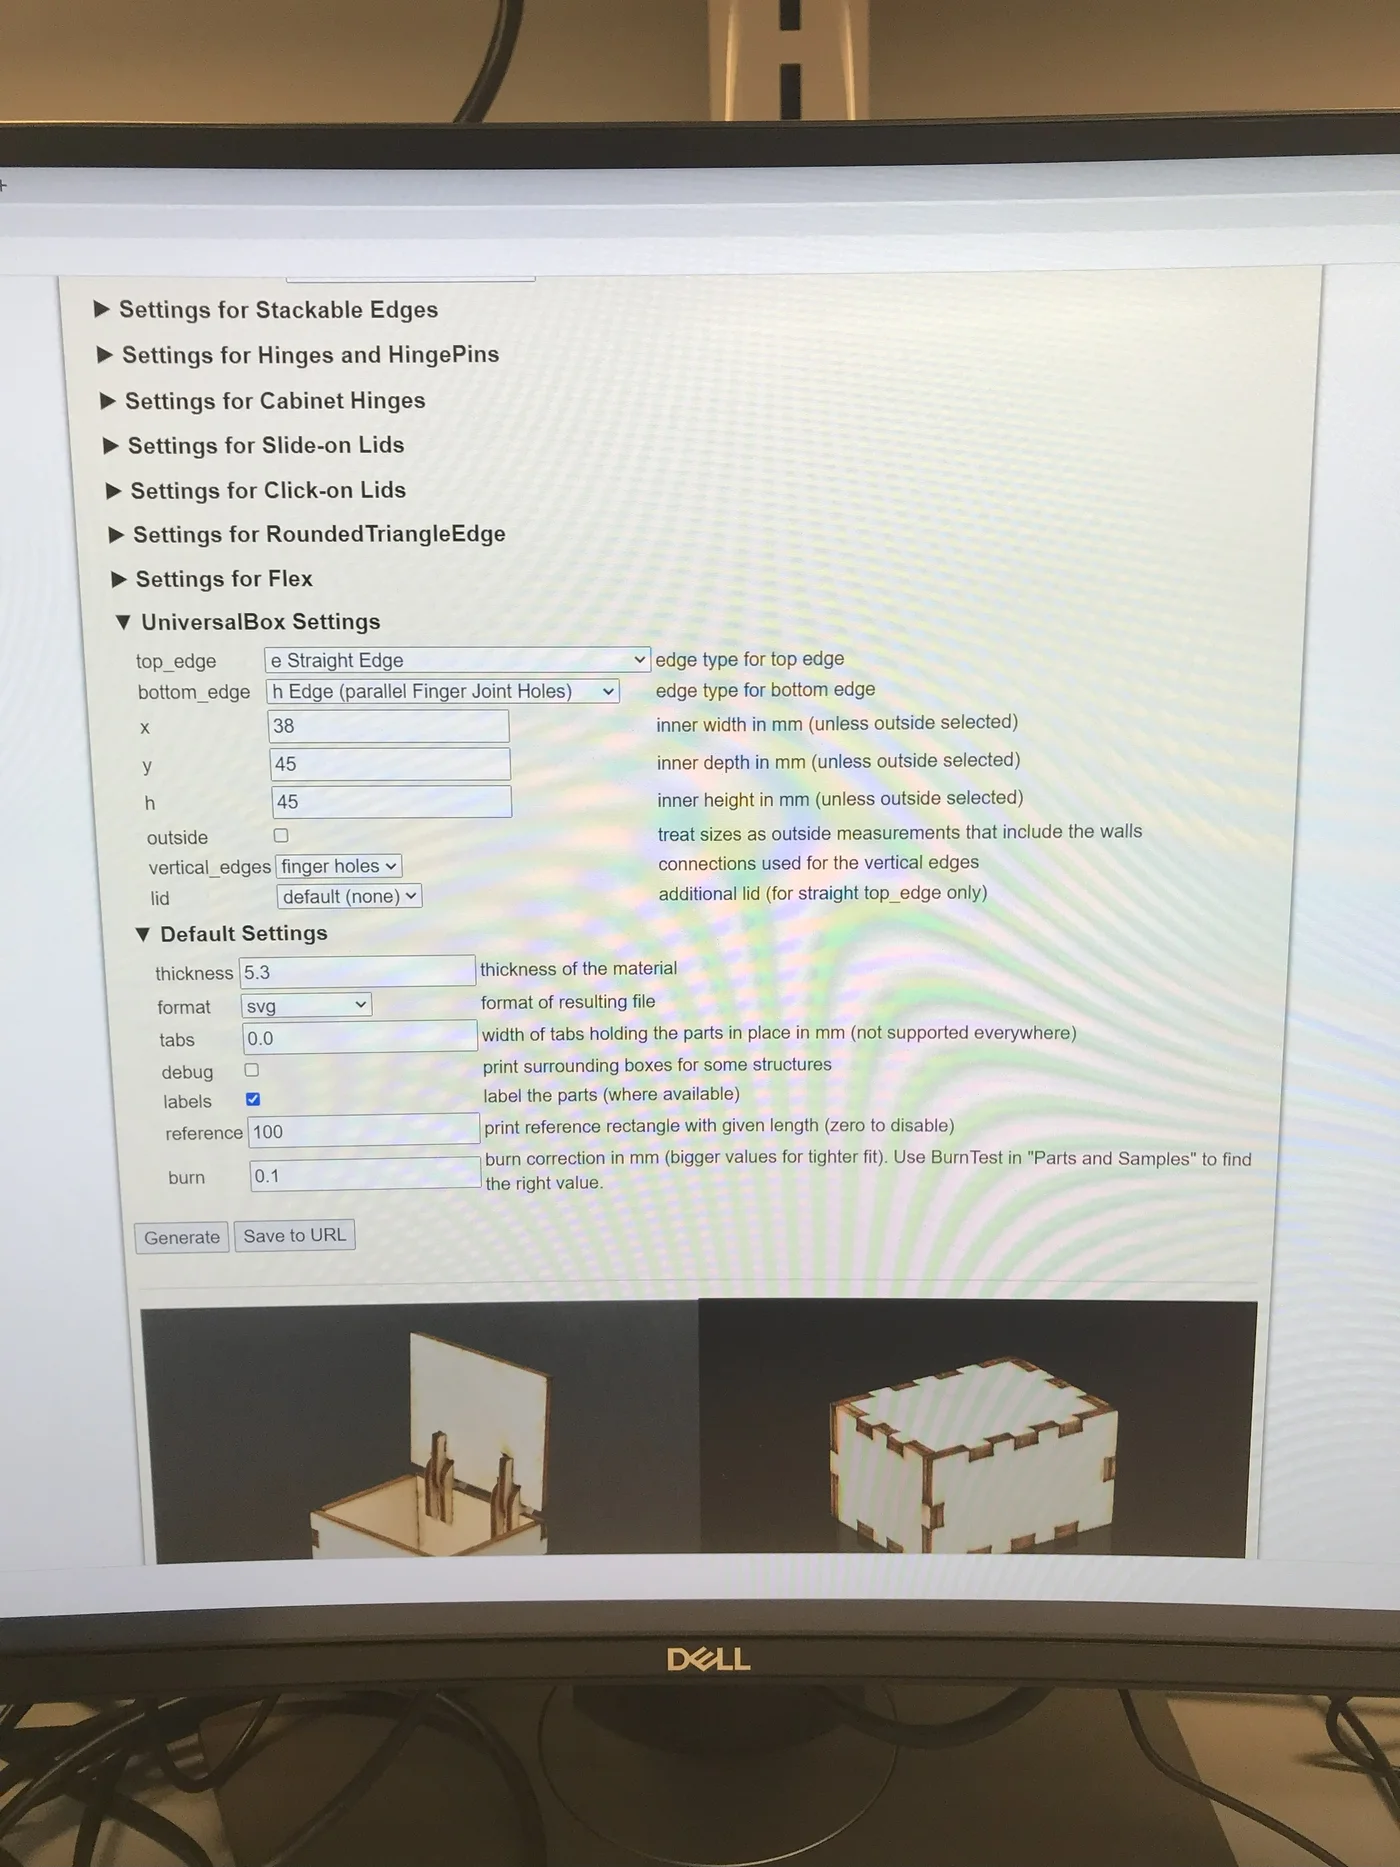 +
▶ Settings for Stackable Edges
▶ Settings for Hinges and HingePins
▶ Settings for Cabinet Hinges
▶ Settings for Slide-on Lids
▶ Settings for Click-on Lids
▶ Settings for RoundedTriangleEdge
▶ Settings for Flex
▼ UniversalBox Settings
top_edge e Straight Edge edge type for top edge
bottom_edge h Edge (parallel Finger Joint Holes) edge type for bottom edge
x 38 inner width in mm (unless outside selected)
y 45 inner depth in mm (unless outside selected)
h 45 inner height in mm (unless outside selected)
outside treat sizes as outside measurements that include the walls
vertical_edges finger holes connections used for the vertical edges
lid default (none) additional lid (for straight top_edge only)
▼ Default Settings
thickness 5.3 thickness of the material
format svg format of resulting file
tabs 0.0 width of tabs holding the parts in place in mm (not supported everywhere)
debug print surrounding boxes for some structures
labels label the parts (where available)
reference 100 print reference rectangle with given length (zero to disable)
burn 0.1 burn correction in mm (bigger values for tighter fit). Use BurnTest in "Parts and Samples" to find
the right value.
Generate Save to URL
DELL